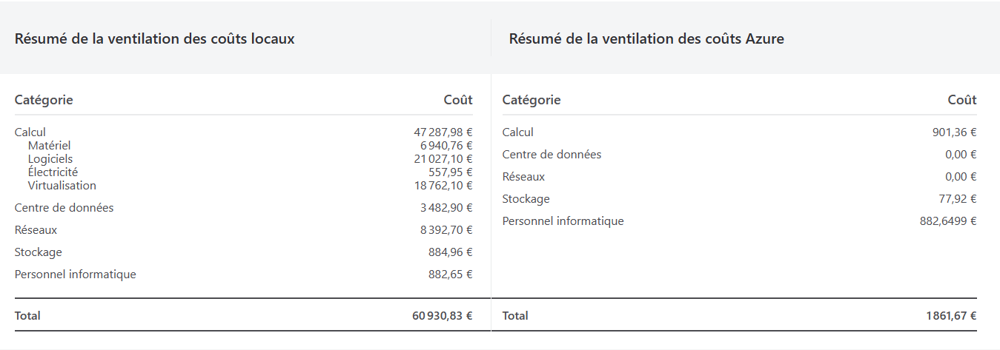 Résumé de la ventilation des coûts locaux
Catégorie Coût
Calcul 47 287,98 €
Matériel 6 940,76 €
Logiciels 21 027,10 €
Électricité 557,95 €
Virtualisation 18 762,10 €
Centre de données 3 482,90 €
Réseaux 8 392,70 €
Stockage 884,96 €
Personnel informatique 882,65 €
Total 60 930,83 €
Résumé de la ventilation des coûts Azure
Catégorie Coût
Calcul 901,36 €
Centre de données 0,00 €
Réseaux 0,00 €
Stockage 77,92 €
Personnel informatique 882,6499 €
Total 1 861,67 €